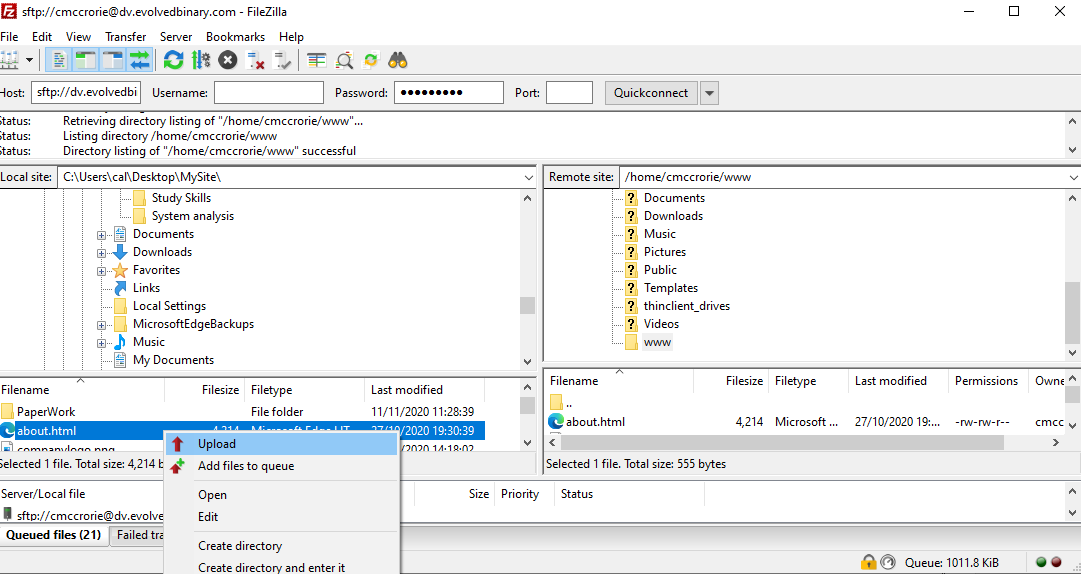 sftp://cmccrorie@dv.evolvedbinary.com - FileZilla
File Edit View Transfer Server Bookmarks Help
Host: sftp://dv.evolvedbi Username: Password: ●●●●●●●●● Port: Quickconnect
Status: Retrieving directory listing of "/home/cmccrorie/www"...
Status: Listing directory /home/cmccrorie/www
Status: Directory listing of "/home/cmccrorie/www" successful
Local site: C:\Users\cal\Desktop\MySite\
Study Skills
System analysis
Documents
Downloads
Favorites
Links
Local Settings
MicrosoftEdgeBackups
Music
My Documents
Remote site: /home/cmccrorie/www
Documents
Downloads
Music
Pictures
Public
Templates
thinclient_drives
Videos
www
Filename Filesize Filetype Last modified
PaperWork File folder 11/11/2020 11:28:39
about.html 4,214 Microsoft Edge HT... 27/10/2020 19:30:39
companylogo.png 14:18:02
Selected 1 file. Total size: 4,214 b
Filename Filesize Filetype Last modified Permissions Owne
..
about.html 4,214 Microsoft ... 27/10/2020 19:... -rw-rw-r-- cmcc
Selected 1 file. Total size: 555 bytes
Upload
Add files to queue
Open
Edit
Create directory
Create directory and enter it
Server/Local file Size Priority Status
sftp://cmccrorie@dv.evolve
Queued files (21) Failed tra
Queue: 1011.8 KiB